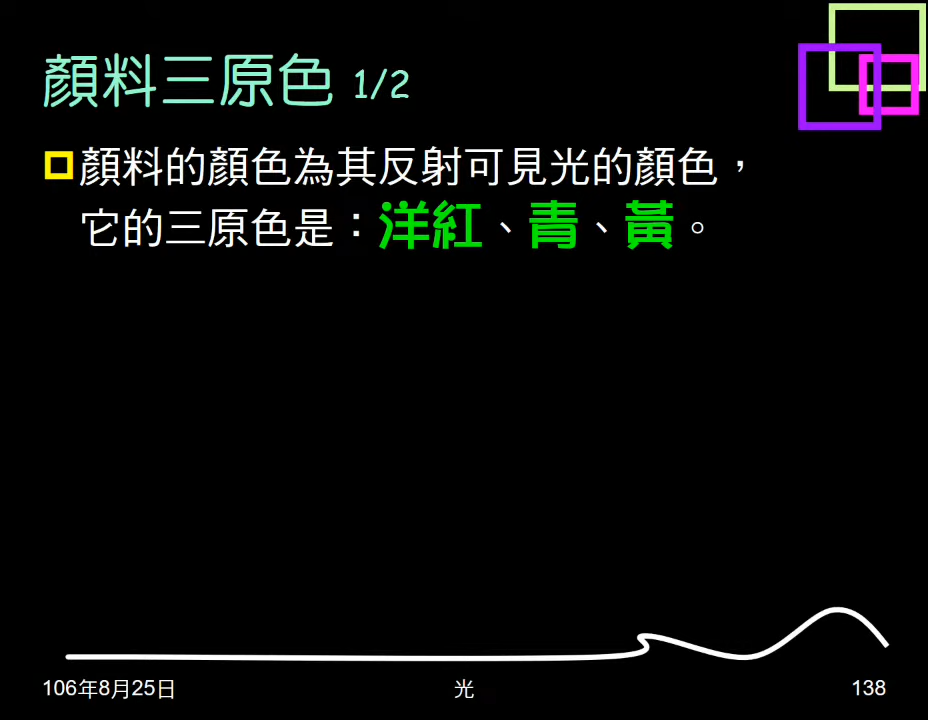 顏料三原色 1/2
顏料的顏色為其反射可見光的顏色，
它的三原色是：洋紅、青、黃。
106年8月25日
光
138